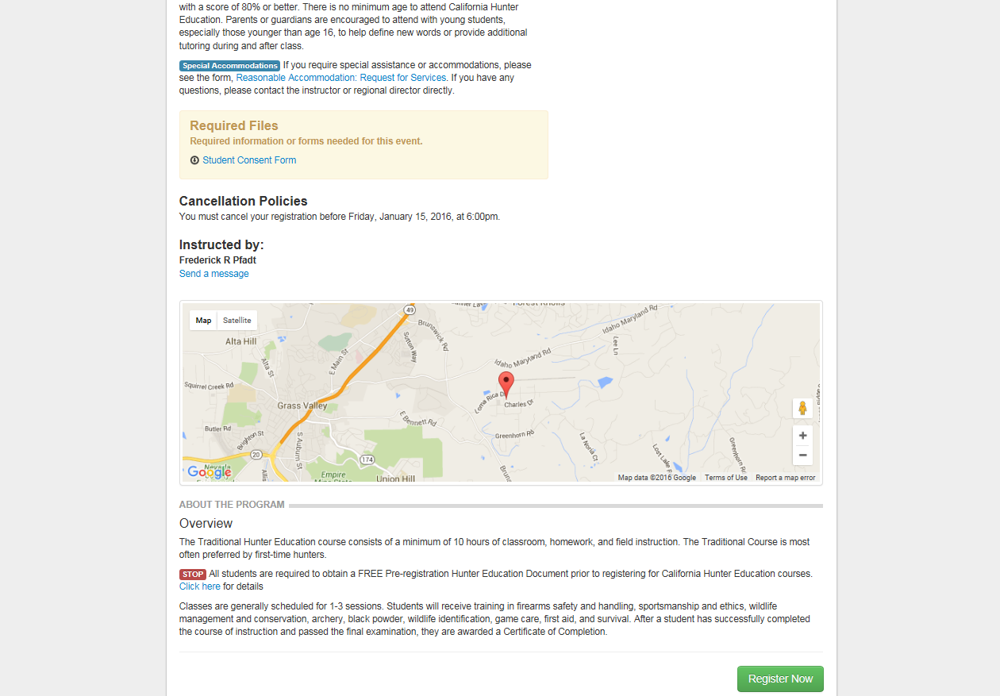 with a score of 80% or better. There is no minimum age to attend California Hunter
Education. Parents or guardians are encouraged to attend with young students,
especially those younger than age 16, to help define new words or provide additional
tutoring during and after class.
Special Accommodations If you require special assistance or accommodations, please
see the form, Reasonable Accommodation: Request for Services. If you have any
questions, please contact the instructor or regional director directly.
Required Files
Required information or forms needed for this event.
Student Consent Form
Cancellation Policies
You must cancel your registration before Friday, January 15, 2016, at 6:00pm.
Instructed by:
Frederick R Pfadt
Send a message
Map Satellite
49
Brunswick Rd
Sutton Way
Idaho Maryland Rd
Lee Ln
Alta Hill
Alta St
E Main St
Idaho Maryland Rd
Squirrel Creek Rd
Loma Rica Dr
Charles Dr
Grass Valley
E Bennett Rd
Butler Rd
Brighton St
S Auburn St
Greenhorn Rd
La Noria Ct
Lost Lake Rd
Greenhorn Rd
20
174
Nevada
Empire
Mine State
Union Hill
Allis
Brun
Google
Map data ©2016 Google Terms of Use Report a map error
+
−
ABOUT THE PROGRAM
Overview
The Traditional Hunter Education course consists of a minimum of 10 hours of classroom, homework, and field instruction. The Traditional Course is most
often preferred by first-time hunters.
STOP All students are required to obtain a FREE Pre-registration Hunter Education Document prior to registering for California Hunter Education courses.
Click here for details
Classes are generally scheduled for 1-3 sessions. Students will receive training in firearms safety and handling, sportsmanship and ethics, wildlife
management and conservation, archery, black powder, wildlife identification, game care, first aid, and survival. After a student has successfully completed
the course of instruction and passed the final examination, they are awarded a Certificate of Completion.
Register Now